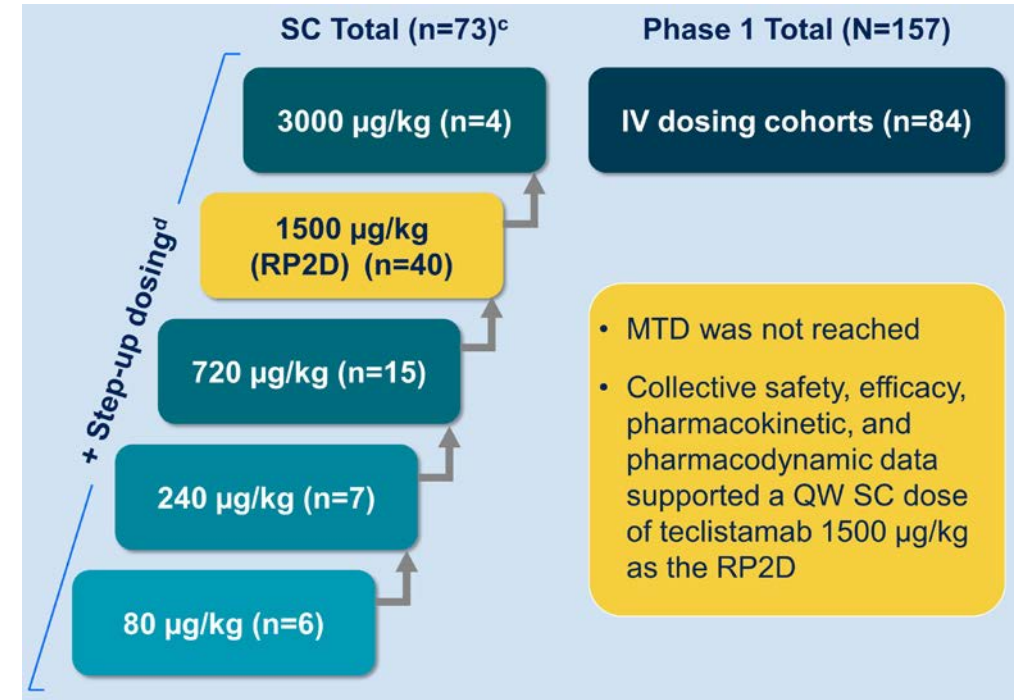 SC Total (n=73)ᶜ
Phase 1 Total (N=157)
3000 µg/kg (n=4)
IV dosing cohorts (n=84)
1500 µg/kg
(RP2D) (n=40)
720 µg/kg (n=15)
240 µg/kg (n=7)
80 µg/kg (n=6)
+ Step-up dosingᵈ
• MTD was not reached
• Collective safety, efficacy,
pharmacokinetic, and
pharmacodynamic data
supported a QW SC dose
of teclistamab 1500 µg/kg
as the RP2D